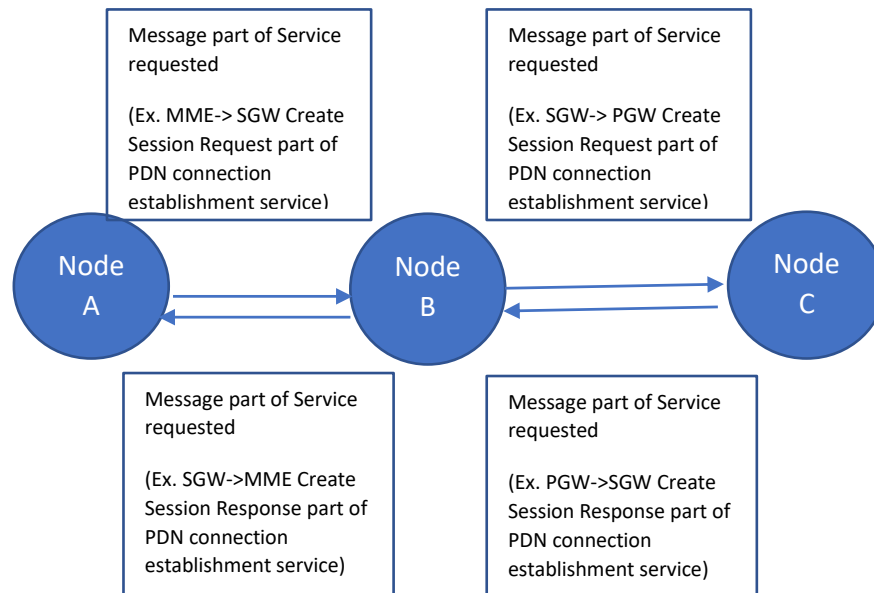 Message part of Service
requested
(Ex. MME-> SGW Create
Session Request part of
PDN connection
establishment service)
Message part of Service
requested
(Ex. SGW-> PGW Create
Session Request part of
PDN connection
establishment service)
Node
A
Node
B
Node
C
Message part of Service
requested
(Ex. SGW->MME Create
Session Response part of
PDN connection
establishment service)
Message part of Service
requested
(Ex. PGW->SGW Create
Session Response part of
PDN connection
establishment service)